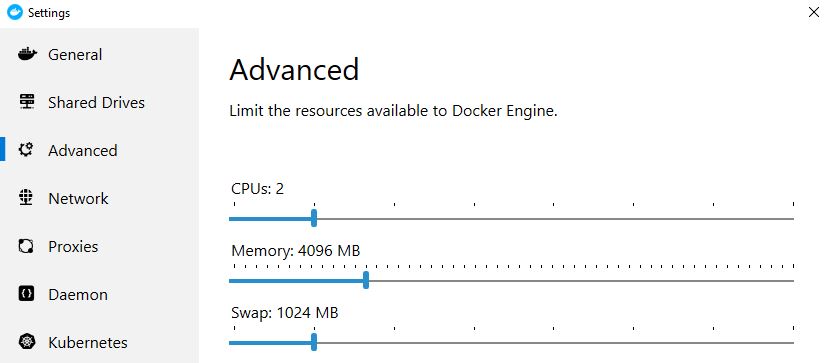 Settings
General
Shared Drives
Advanced
Network
Proxies
Daemon
Kubernetes
Advanced
Limit the resources available to Docker Engine.
CPUs: 2
Memory: 4096 MB
Swap: 1024 MB